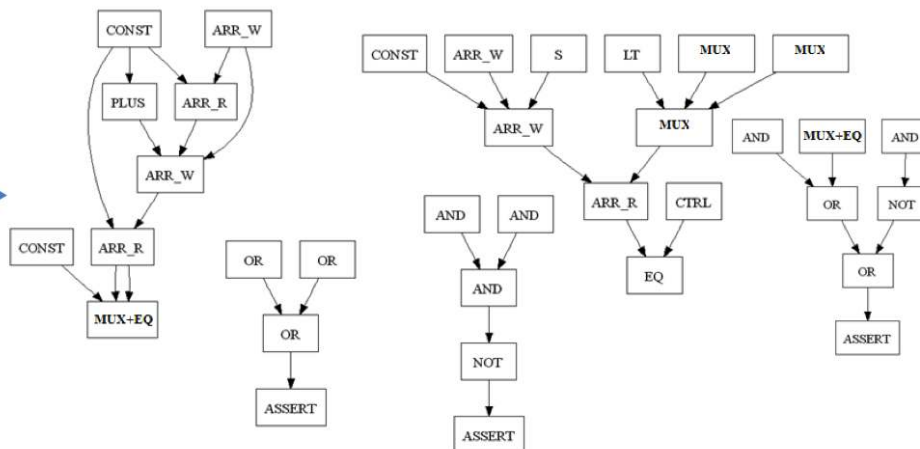 CONST
ARR_W
PLUS
ARR_R
ARR_W
CONST
ARR_R
MUX+EQ
OR
OR
OR
ASSERT
CONST
ARR_W
S
LT
MUX
MUX
ARR_W
MUX
ARR_R
CTRL
EQ
AND
AND
AND
NOT
ASSERT
AND
MUX+EQ
AND
OR
NOT
OR
ASSERT